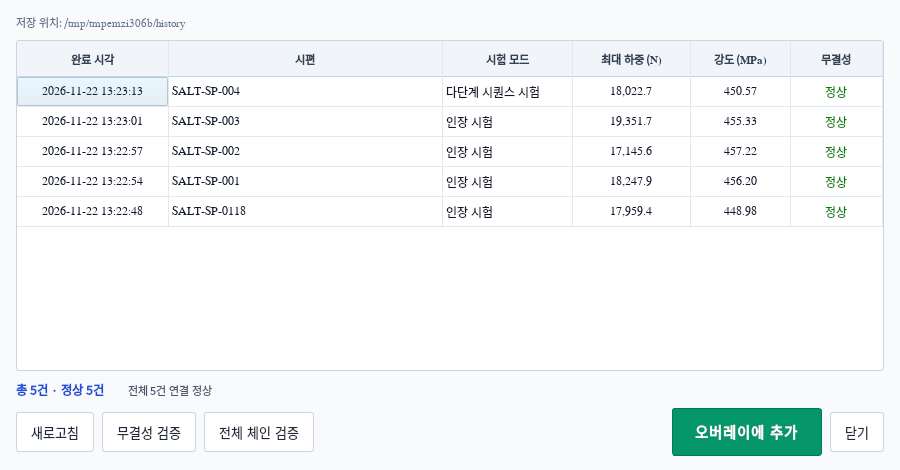 저장 위치: /tmp/tmpemzi306b/history
완료 시각 시편 시험 모드 최대 하중 (N) 강도 (MPa) 무결성
2026-11-22 13:23:13 SALT-SP-004 다단계 시퀀스 시험 18,022.7 450.57 정상
2026-11-22 13:23:01 SALT-SP-003 인장 시험 19,351.7 455.33 정상
2026-11-22 13:22:57 SALT-SP-002 인장 시험 17,145.6 457.22 정상
2026-11-22 13:22:54 SALT-SP-001 인장 시험 18,247.9 456.20 정상
2026-11-22 13:22:48 SALT-SP-0118 인장 시험 17,959.4 448.98 정상
총 5건 · 정상 5건 전체 5건 연결 정상
새로고침 무결성 검증 전체 체인 검증 오버레이에 추가 닫기